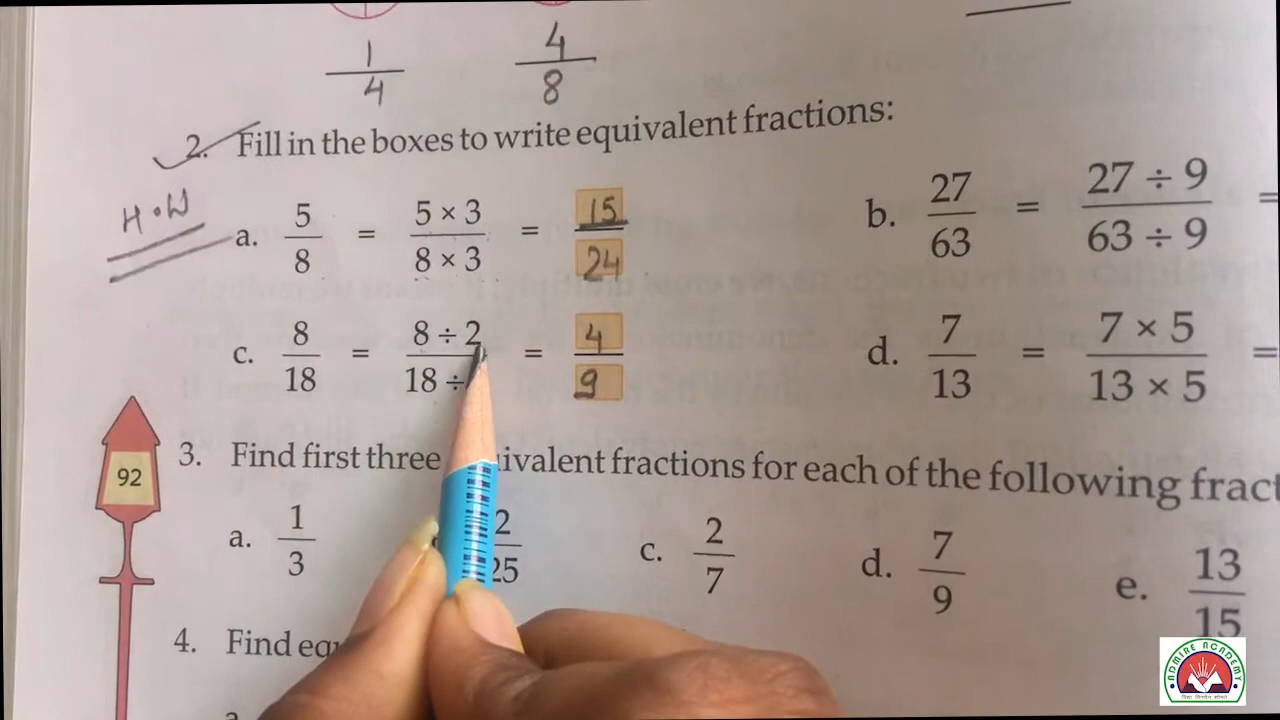 1/4 4/8
2. Fill in the boxes to write equivalent fractions:
H.W
a. 5/8 = 5 × 3/8 × 3 = 15/24 b. 27/63 = 27 ÷ 9/63 ÷ 9 =
c. 8/18 = 8 ÷ 2/18 ÷ = 4/9 d. 7/13 = 7 × 5/13 × 5 =
92
3. Find first three ivalent fractions for each of the following fract
a. 1/3 2/25 c. 2/7 d. 7/9 e. 13/15
4. Find equ
a
ADMIRE ACADEMY